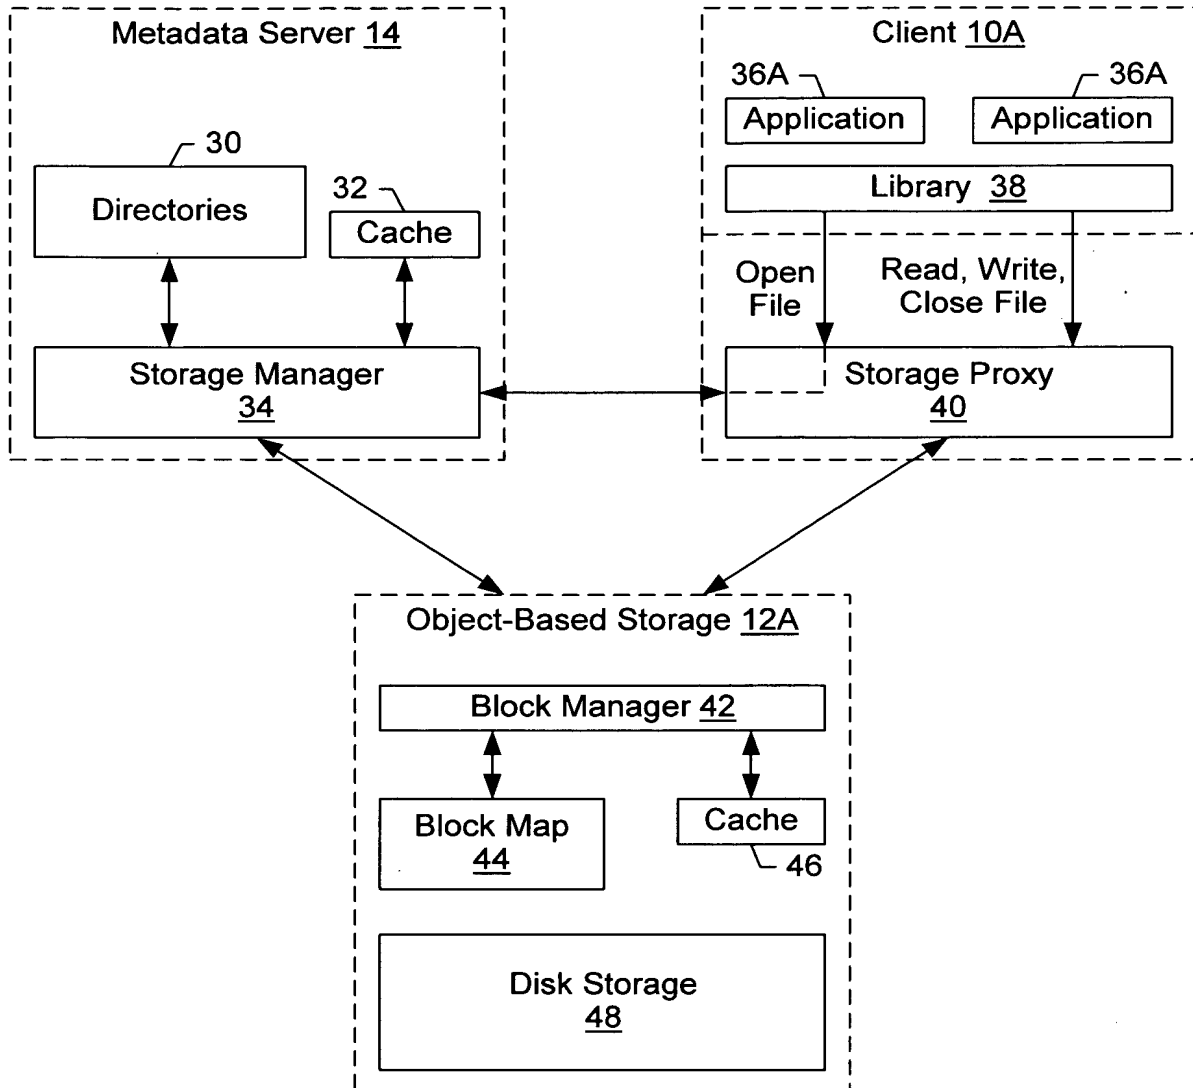 Metadata Server 14
30
Directories
32
Cache
Storage Manager
34
Client 10A
36A
36A
Application
Application
Library 38
Open
File
Read, Write,
Close File
Storage Proxy
40
Object-Based Storage 12A
Block Manager 42
Block Map
44
Cache
46
Disk Storage
48